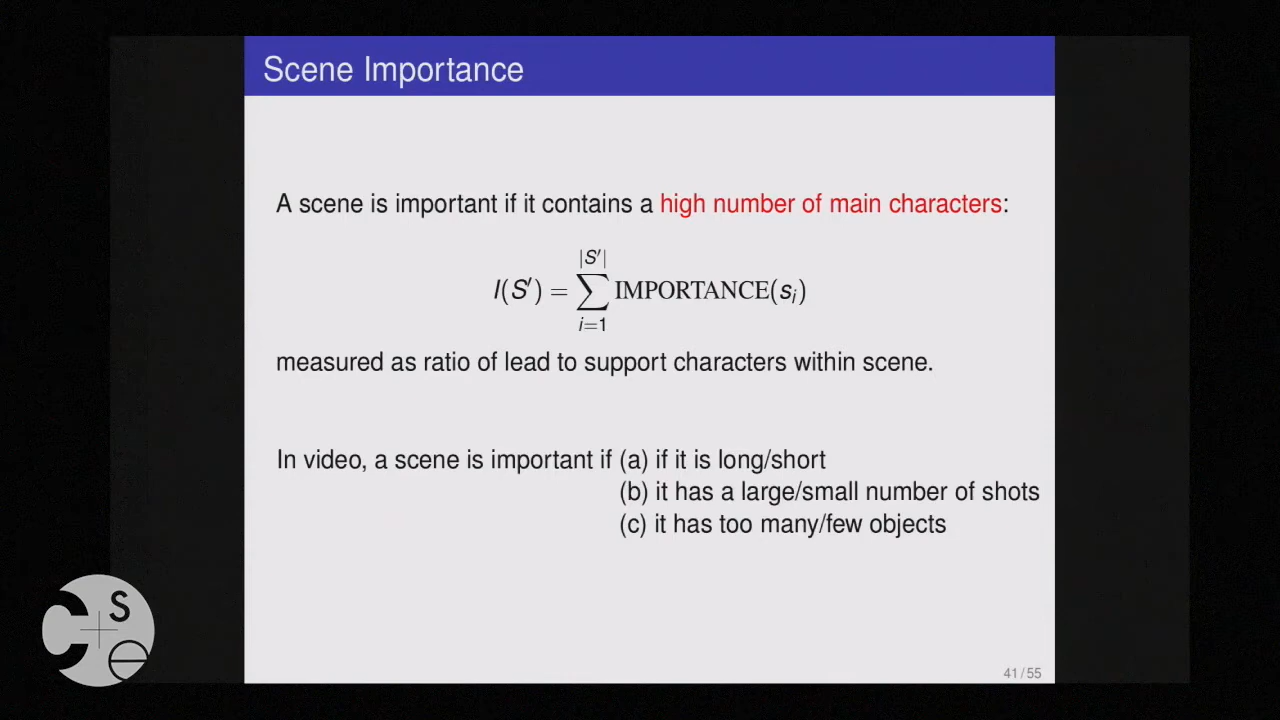 Scene Importance
A scene is important if it contains a high number of main characters:
|S′|
I(S′) = ∑ IMPORTANCE(sᵢ)
i=1
measured as ratio of lead to support characters within scene.
In video, a scene is important if (a) if it is long/short
(b) it has a large/small number of shots
(c) it has too many/few objects
41/55
CSe